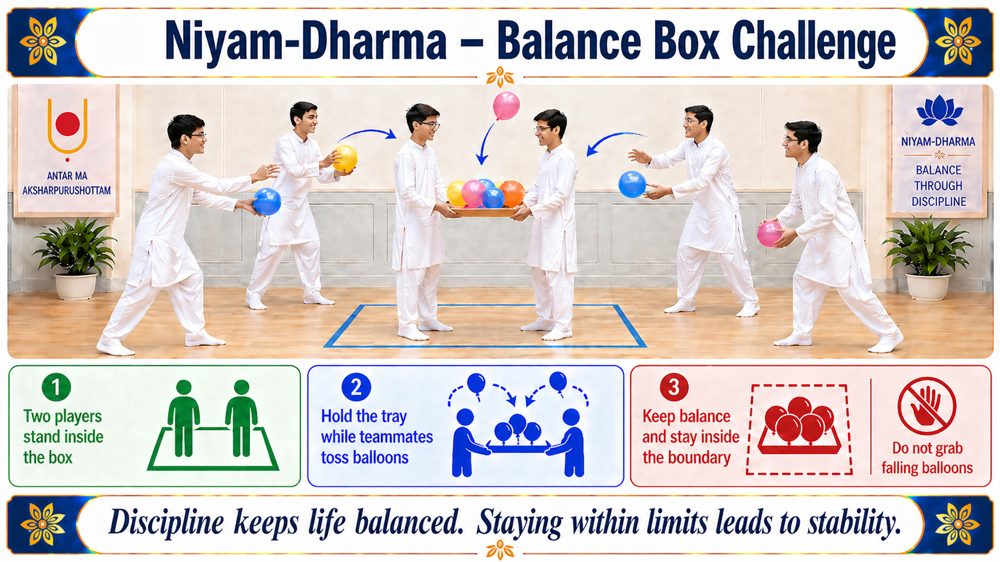 Niyam-Dharma – Balance Box Challenge
ANTAR MA
AKSHARPURUSHOTTAM
NIYAM-DHARMA
BALANCE
THROUGH
DISCIPLINE
1
Two players
stand inside
the box
2
Hold the tray
while teammates
toss balloons
3
Keep balance
and stay inside
the boundary
Do not grab
falling balloons
Discipline keeps life balanced. Staying within limits leads to stability.